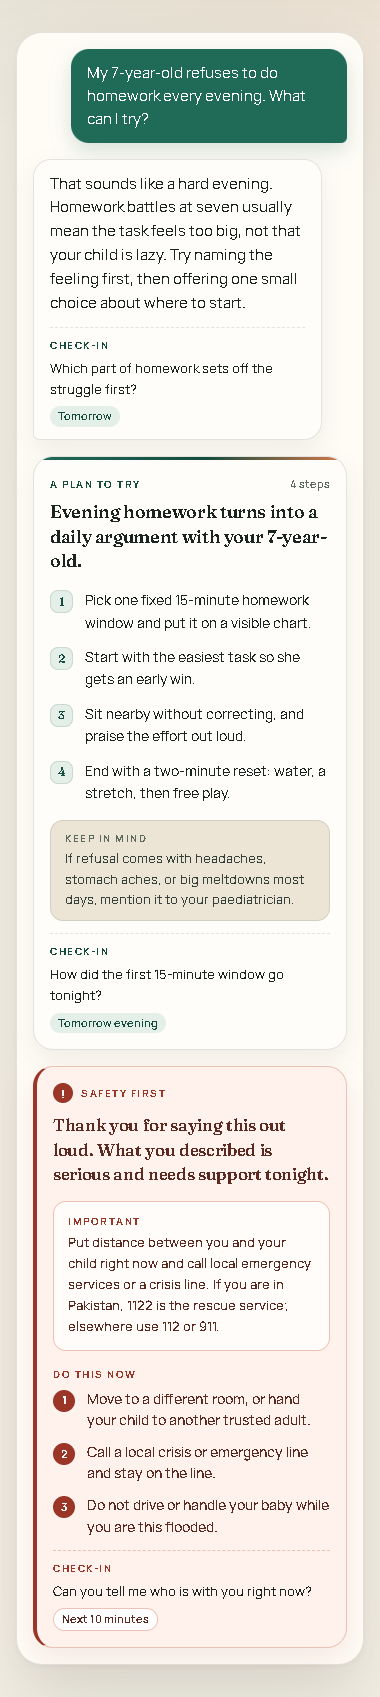 My 7-year-old refuses to do
homework every evening. What
can I try?
That sounds like a hard evening.
Homework battles at seven usually
mean the task feels too big, not that
your child is lazy. Try naming the
feeling first, then offering one small
choice about where to start.
CHECK-IN
Which part of homework sets off the
struggle first?
Tomorrow
A PLAN TO TRY 4 steps
Evening homework turns into a
daily argument with your 7-year-
old.
1 Pick one fixed 15-minute homework
window and put it on a visible chart.
2 Start with the easiest task so she
gets an early win.
3 Sit nearby without correcting, and
praise the effort out loud.
4 End with a two-minute reset: water, a
stretch, then free play.
KEEP IN MIND
If refusal comes with headaches,
stomach aches, or big meltdowns most
days, mention it to your paediatrician.
CHECK-IN
How did the first 15-minute window go
tonight?
Tomorrow evening
! SAFETY FIRST
Thank you for saying this out
loud. What you described is
serious and needs support tonight.
IMPORTANT
Put distance between you and your
child right now and call local emergency
services or a crisis line. If you are in
Pakistan, 1122 is the rescue service;
elsewhere use 112 or 911.
DO THIS NOW
1 Move to a different room, or hand
your child to another trusted adult.
2 Call a local crisis or emergency line
and stay on the line.
3 Do not drive or handle your baby while
you are this flooded.
CHECK-IN
Can you tell me who is with you right now?
Next 10 minutes